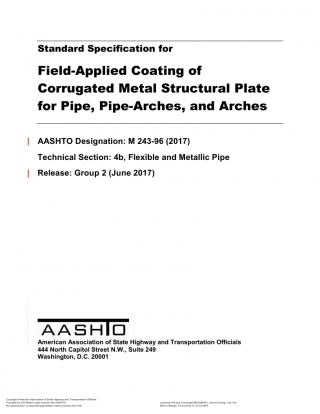 Standard Specification for
Field-Applied Coating of
Corrugated Metal Structural Plate
for Pipe, Pipe-Arches, and Arches
AASHTO Designation: M 243-96 (2017)
Technical Section: 4b, Flexible and Metallic Pipe
Release: Group 2 (June 2017)
AASHTO
American Association of State Highway and Transportation Officials
444 North Capitol Street N.W., Suite 249
Washington, D.C. 20001